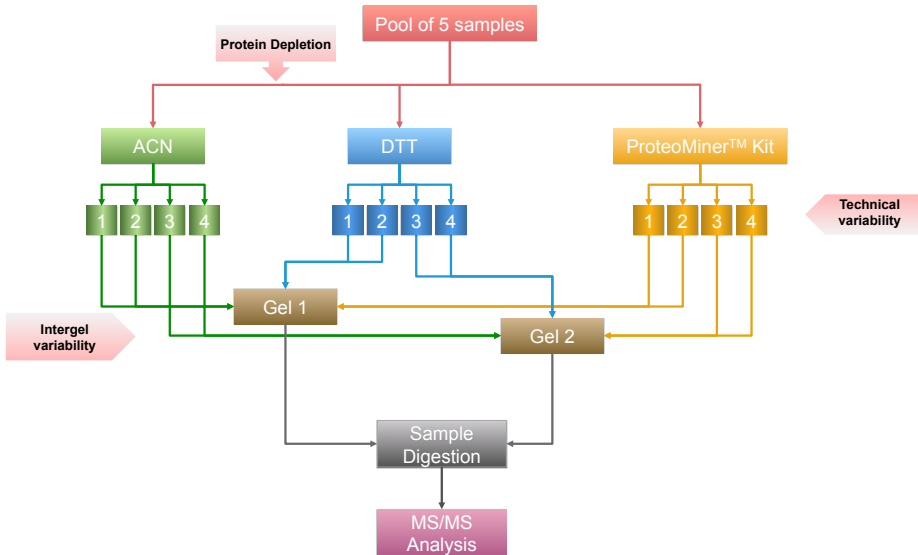 Pool of 5 samples
Protein Depletion
ACN
DTT
ProteoMiner™ Kit
1 2 3 4
1 2 3 4
1 2 3 4
Technical
variability
Gel 1
Intergel
variability
Gel 2
Sample
Digestion
MS/MS
Analysis